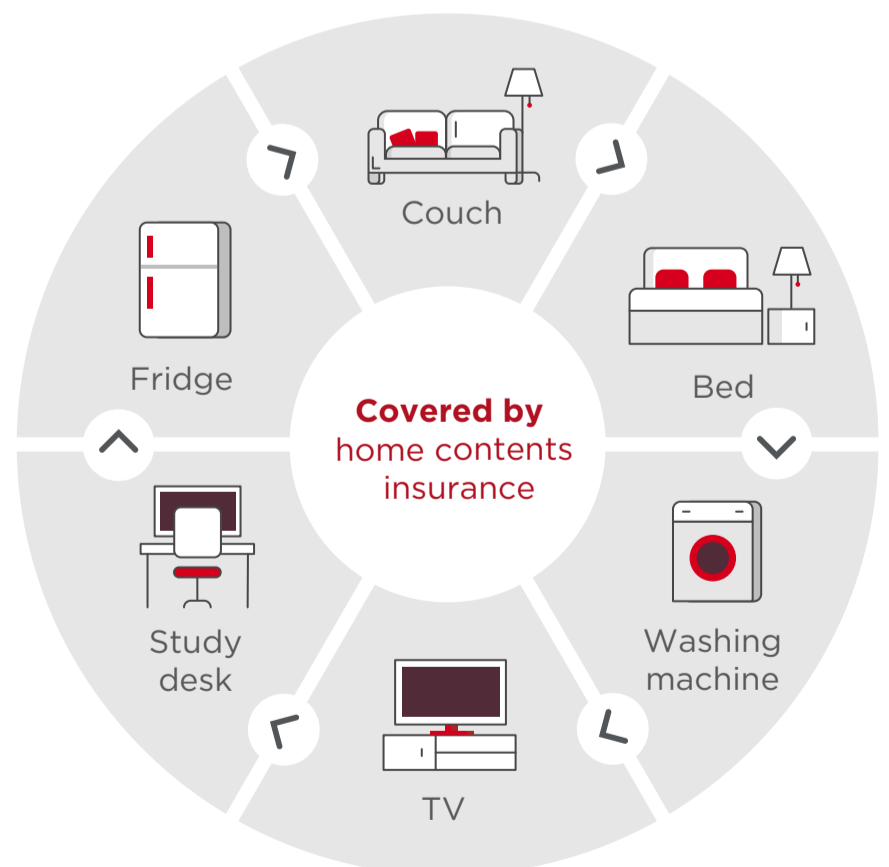 Couch
Fridge
Bed
Covered by
home contents
insurance
Study
desk
Washing
machine
TV